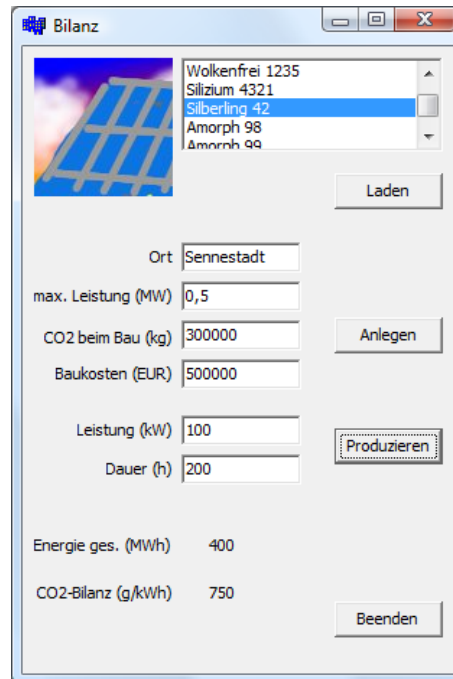 Bilanz
Wolkenfrei 1235
Silizium 4321
Silberling 42
Amorph 98
Amorph 99
Laden
Ort Sennestadt
max. Leistung (MW) 0,5
CO2 beim Bau (kg) 300000 Anlegen
Baukosten (EUR) 500000
Leistung (kW) 100
Produzieren
Dauer (h) 200
Energie ges. (MWh) 400
CO2-Bilanz (g/kWh) 750
Beenden